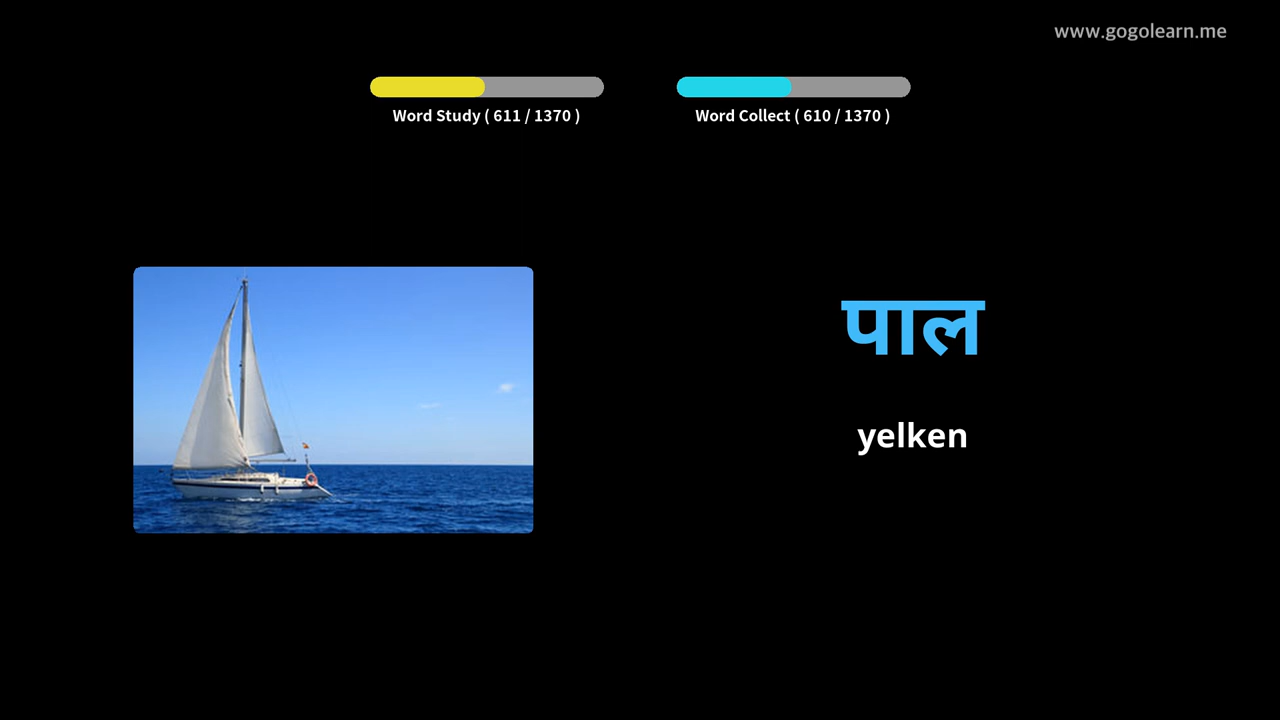 www.gogolearn.me
Word Study ( 611 / 1370 )
Word Collect ( 610 / 1370 )
पाल
yelken